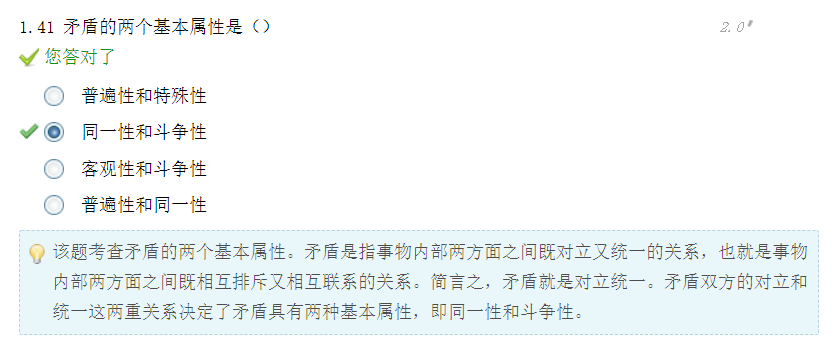 1.41 矛盾的两个基本属性是（） 2.0
您答对了
普遍性和特殊性
同一性和斗争性
客观性和斗争性
普遍性和同一性
该题考查矛盾的两个基本属性。矛盾是指事物内部两方面之间既对立又统一的关系，也就是事物
内部两方面之间既相互排斥又相互联系的关系。简言之，矛盾就是对立统一。矛盾双方的对立和
统一这两重关系决定了矛盾具有两种基本属性，即同一性和斗争性。